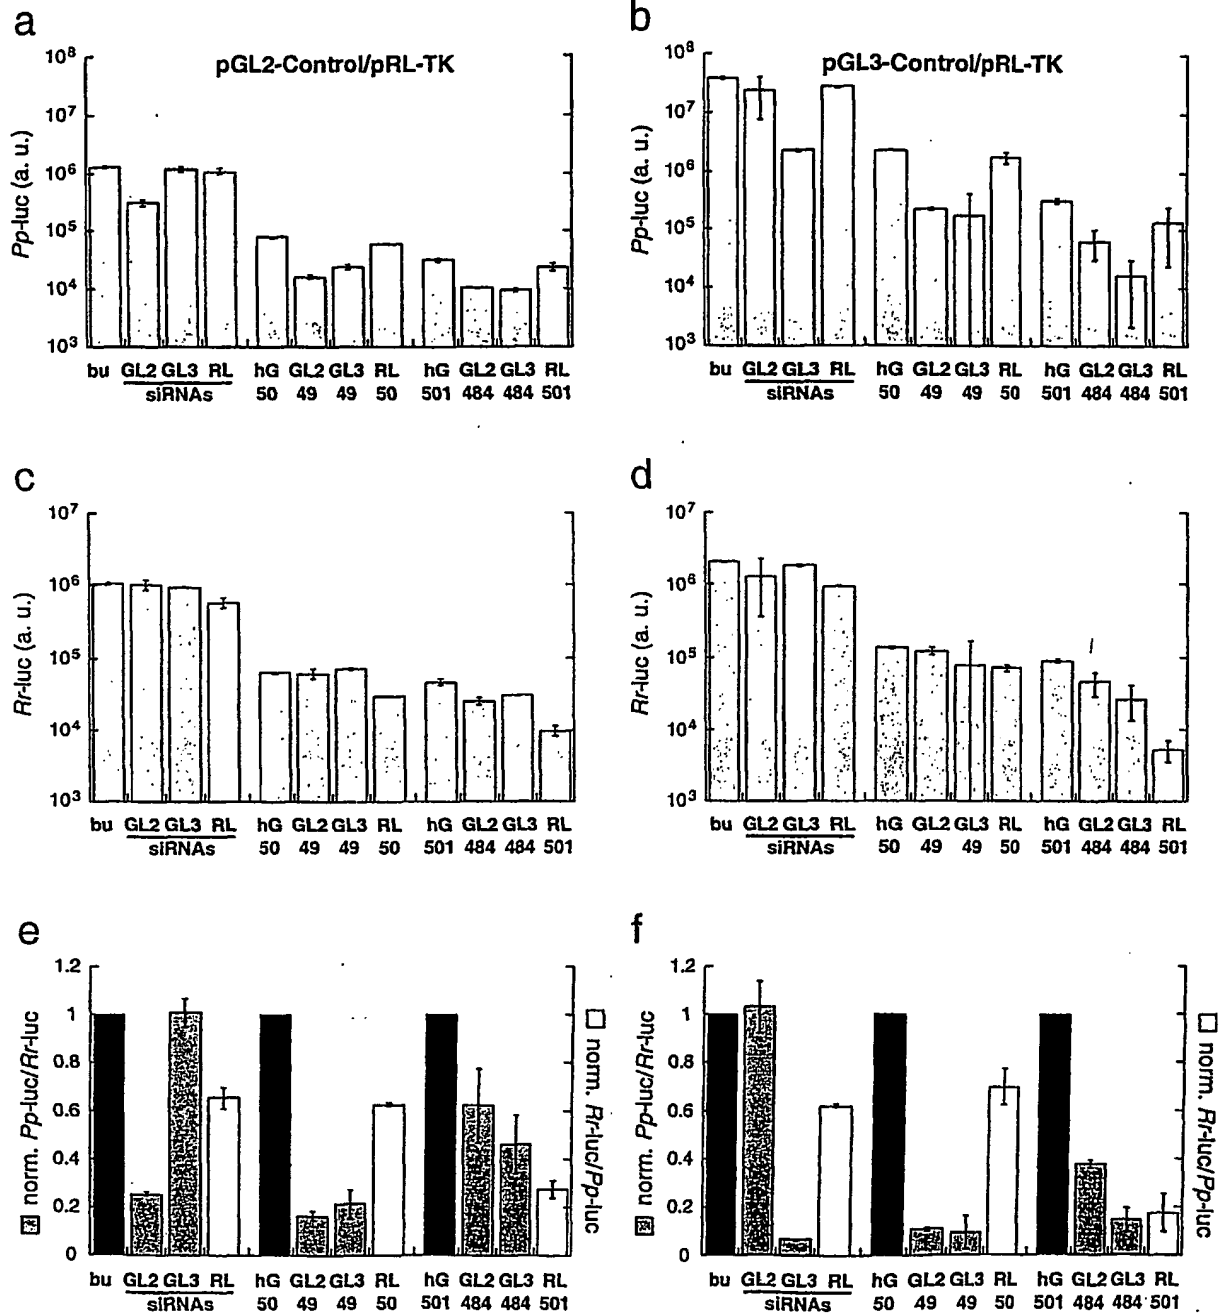 a
pGL2-Control/pRL-TK
Pp-luc (a. u.)
10⁸
10⁷
10⁶
10⁵
10⁴
10³
bu GL2 GL3 RL hG GL2 GL3 RL hG GL2 GL3 RL
siRNAs 50 49 49 50 501 484 484 501
b
pGL3-Control/pRL-TK
Pp-luc (a. u.)
10⁸
10⁷
10⁶
10⁵
10⁴
10³
bu GL2 GL3 RL hG GL2 GL3 RL hG GL2 GL3 RL
siRNAs 50 49 49 50 501 484 484 501
c
Rr-luc (a. u.)
10⁷
10⁶
10⁵
10⁴
10³
bu GL2 GL3 RL hG GL2 GL3 RL hG GL2 GL3 RL
siRNAs 50 49 49 50 501 484 484 501
d
Rr-luc (a. u.)
10⁷
10⁶
10⁵
10⁴
10³
bu GL2 GL3 RL hG GL2 GL3 RL hG GL2 GL3 RL
siRNAs 50 49 49 50 501 484 484 501
e
norm. Pp-luc/Rr-luc
1.2
1
0.8
0.6
0.4
0.2
0
norm. Rr-luc/Pp-luc
bu GL2 GL3 RL hG GL2 GL3 RL hG GL2 GL3 RL
siRNAs 50 49 49 50 501 484 484 501
f
norm. Pp-luc/Rr-luc
1.2
1
0.8
0.6
0.4
0.2
0
norm. Rr-luc/Pp-luc
bu GL2 GL3 RL hG GL2 GL3 RL hG GL2 GL3 RL
siRNAs 50 49 49 50 501 484 484 501